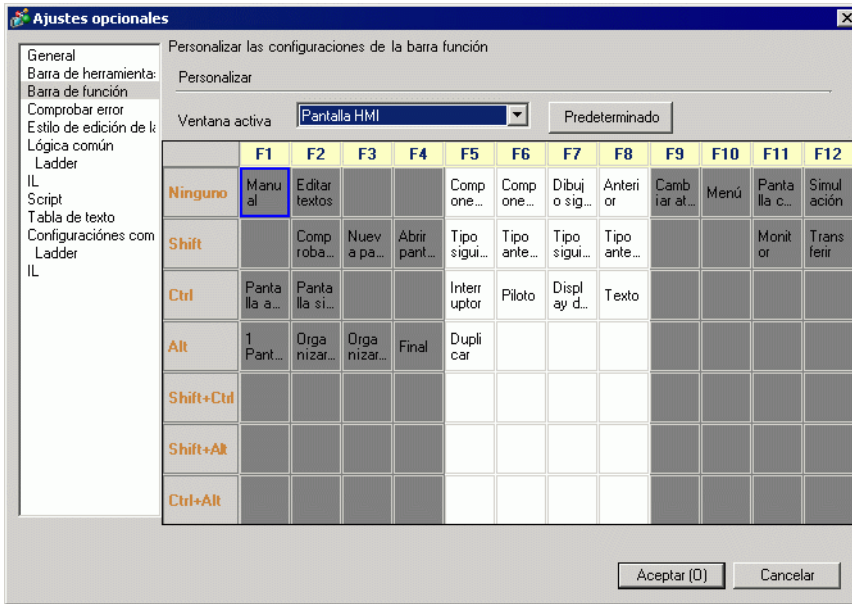 Ajustes opcionales
General
Barra de herramienta:
Barra de función
Comprobar error
Estilo de edición de la
Lógica común
Ladder
IL
Script
Tabla de texto
Configuraciónes com
Ladder
IL
Personalizar las configuraciones de la barra función
Personalizar
Ventana activa Pantalla HMI Predeterminado
F1 F2 F3 F4 F5 F6 F7 F8 F9 F10 F11 F12
Ninguno Manu al Editar textos Comp one... Comp one... Dibuj o sig... Anteri or Camb iar at... Menú Panta lla c... Simul ación
Shift Comp roba... Nuev a pa... Abrir pant... Tipo sigui... Tipo ante... Tipo sigui... Tipo ante... Monit or Trans ferir
Ctrl Panta lla a... Panta lla si... Interr uptor Piloto Displ ay d... Texto
Alt 1 Pant... Orga nizar... Orga nizar... Final Dupli car
Shift+Ctrl
Shift+Alt
Ctrl+Alt
Aceptar (O) Cancelar